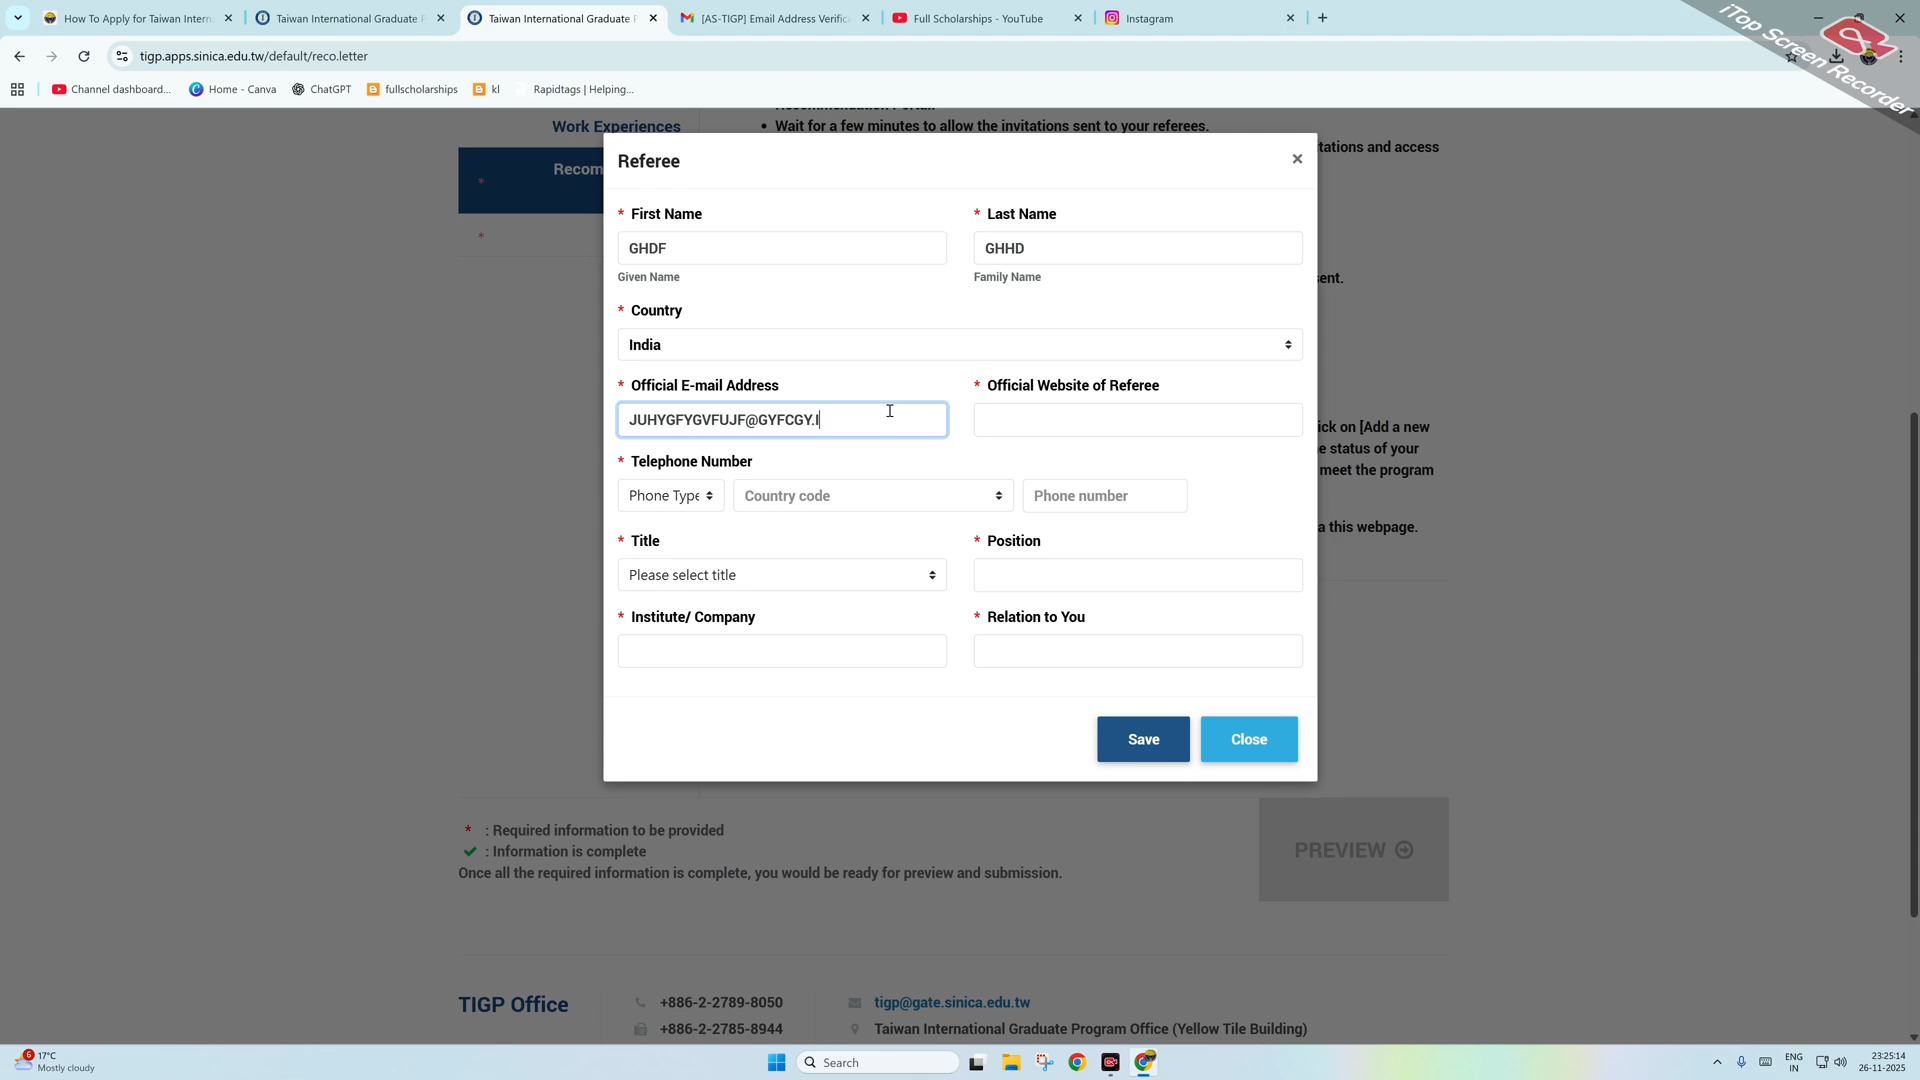 How To Apply for Taiwan Intern
Taiwan International Graduate P
Taiwan International Graduate P
[AS-TIGP] Email Address Verific
Full Scholarships - YouTube
Instagram
iTop Screen Recorder
tigp.apps.sinica.edu.tw/default/reco.letter
Channel dashboard...
Home - Canva
ChatGPT
fullscholarships
kl
Rapidtags | Helping...
Work Experiences
• Wait for a few minutes to allow the invitations sent to your referees.
Recom
tations and access
Referee
×
* First Name
* Last Name
GHDF
GHHD
Given Name
Family Name
* Country
India
sent.
* Official E-mail Address
* Official Website of Referee
JUHYGFYGVFUJF@GYFCGY.I
ick on [Add a new
e status of your
meet the program
* Telephone Number
Phone Type
Country code
Phone number
a this webpage.
* Title
* Position
Please select title
* Institute/ Company
* Relation to You
Save
Close
* : Required information to be provided
: Information is complete
Once all the required information is complete, you would be ready for preview and submission.
PREVIEW
TIGP Office
+886-2-2789-8050
tigp@gate.sinica.edu.tw
+886-2-2785-8944
Taiwan International Graduate Program Office (Yellow Tile Building)
6
17°C
Mostly cloudy
Search
ENG
IN
23:25:14
26-11-2025